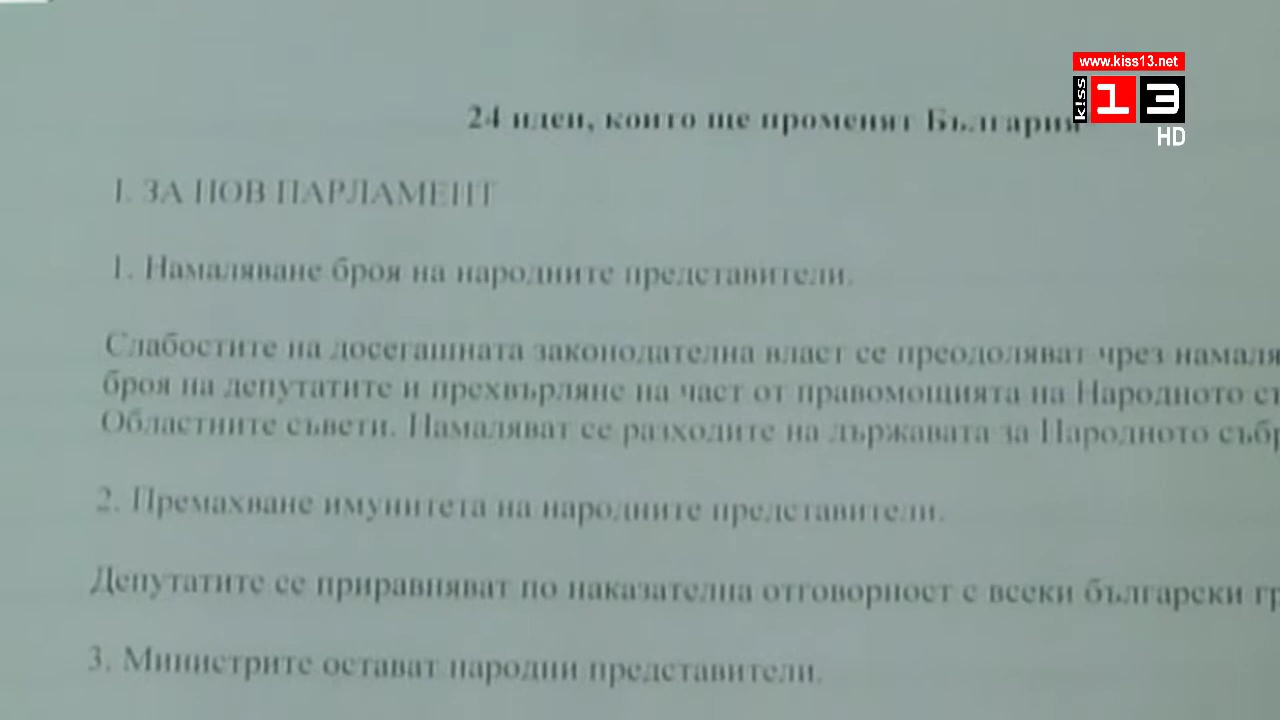 www.kiss13.net
kiss 13
HD
24 идеи, които ще променят България
I. ЗА НОВ ПАРЛАМЕНТ
1. Намаляване броя на народните представители.
Слабостите на досегашната законодателна власт се преодоляват чрез
броя на депутатите и прехвърляне на част от правомощията на Народното
Областните съвети. Намаляват се разходите на държавата за Народното
2. Премахване имунитета на народните представители.
Депутатите се приравняват по наказателна отговорност с всеки български
3. Министрите остават народни представители.